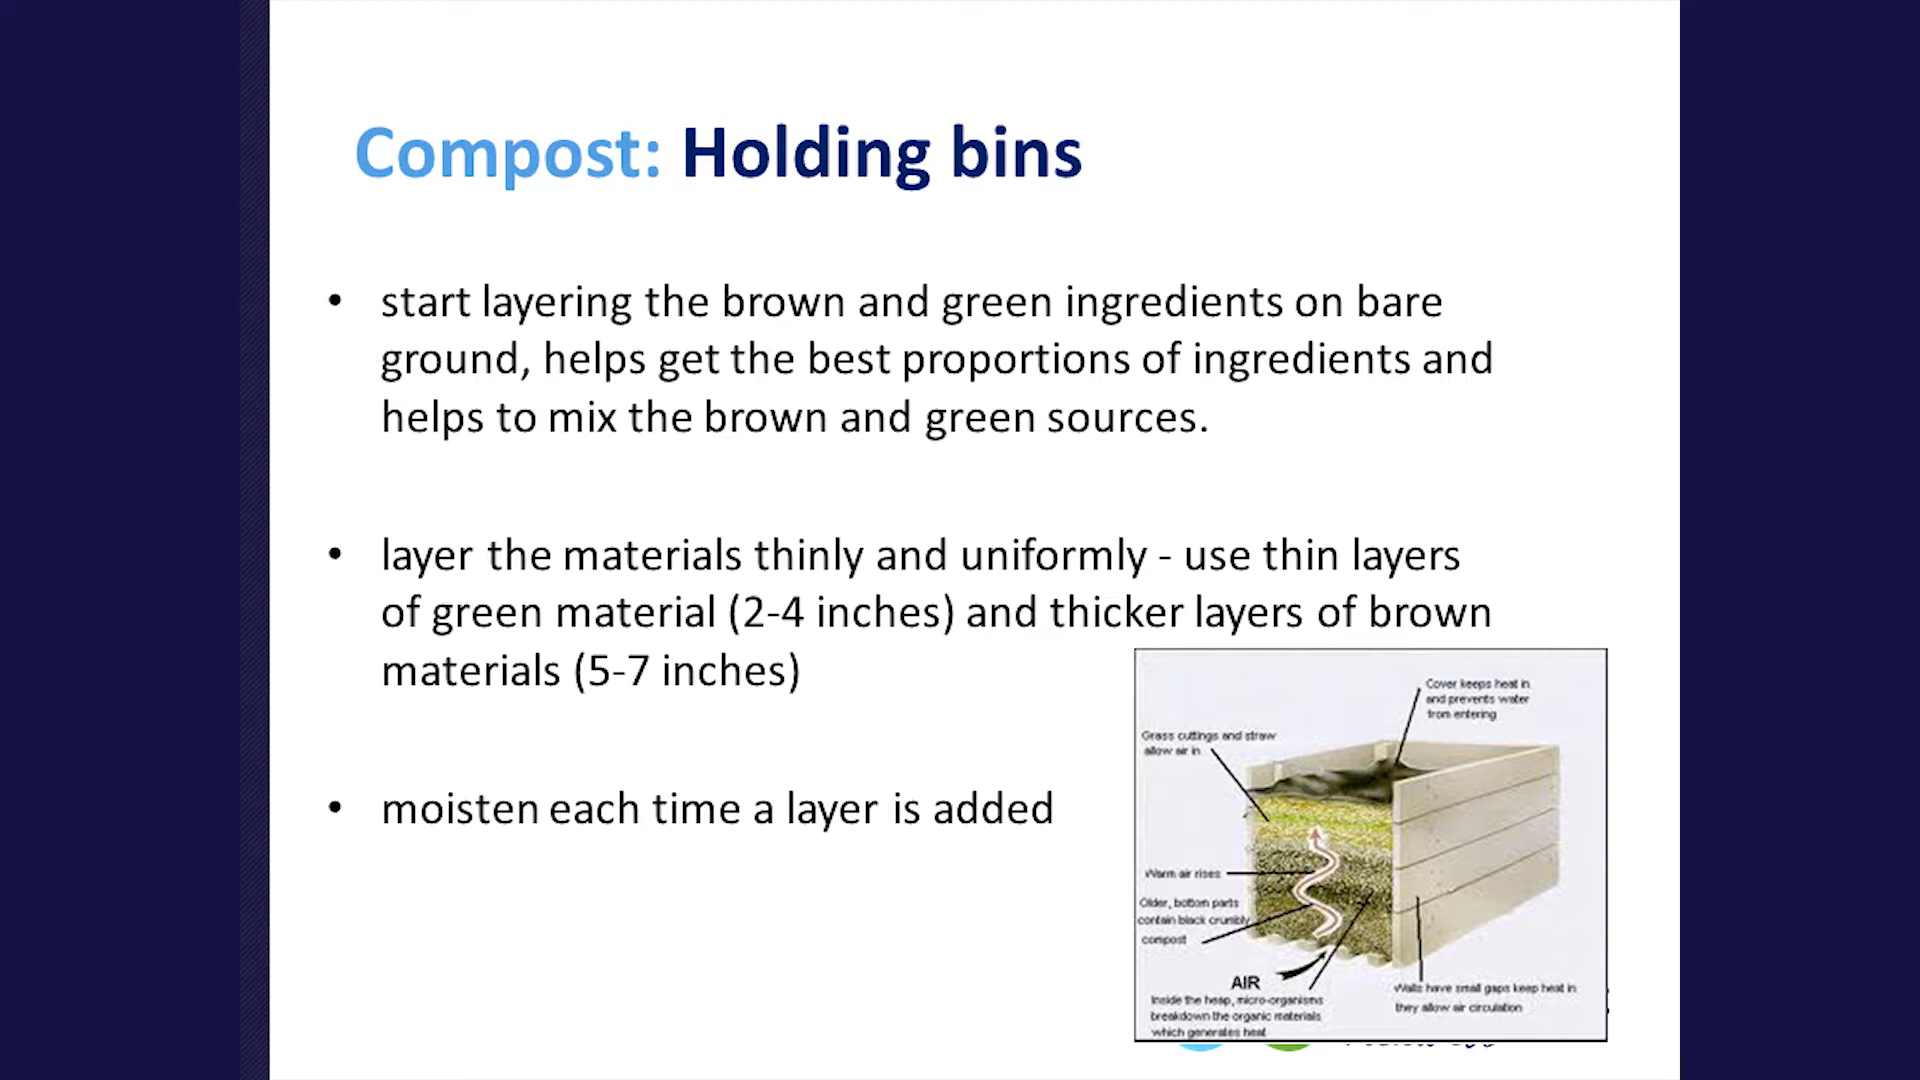 Compost: Holding bins
• start layering the brown and green ingredients on bare
ground, helps get the best proportions of ingredients and
helps to mix the brown and green sources.
• layer the materials thinly and uniformly - use thin layers
of green material (2-4 inches) and thicker layers of brown
materials (5-7 inches)
• moisten each time a layer is added
Cover keeps heat in
and prevents water
from entering
Grass cuttings and straw
allow air in
Warm air rises
Older, bottom parts
contain black crumbly
compost
AIR
Inside the heap, micro-organisms
breakdown the organic materials
which generates heat
Walls have small gaps keep heat in
they allow air circulation